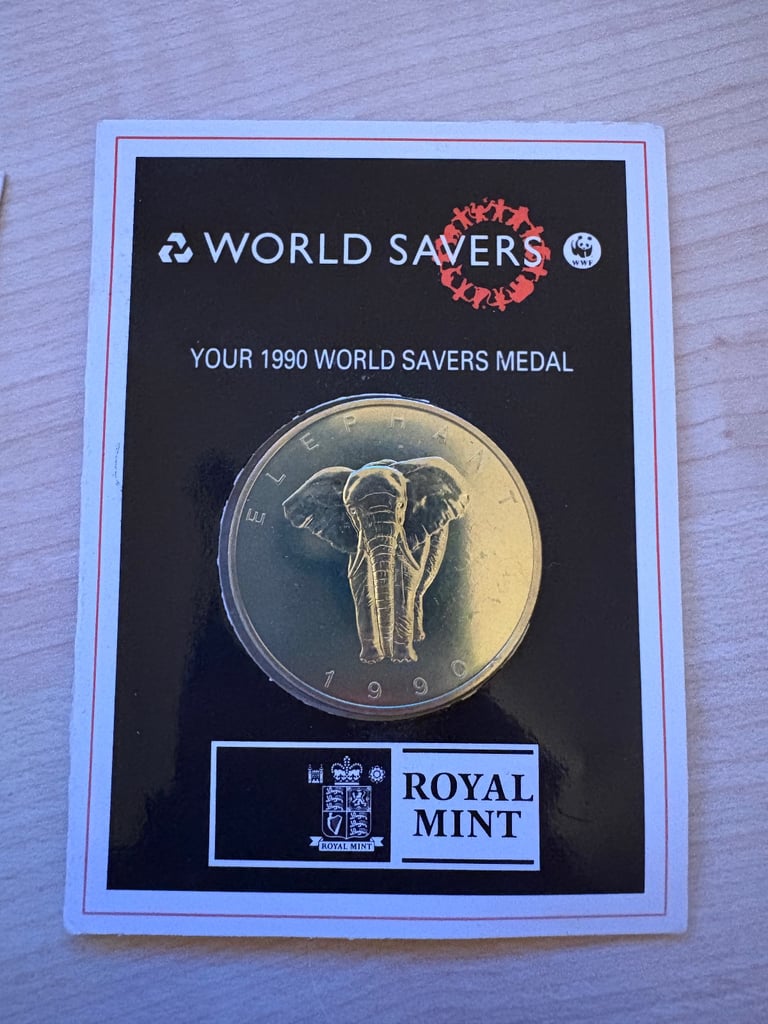 WORLD SAVERS
WWF
YOUR 1990 WORLD SAVERS MEDAL
ELEPHANT
1990
ROYAL MINT
ROYAL
MINT